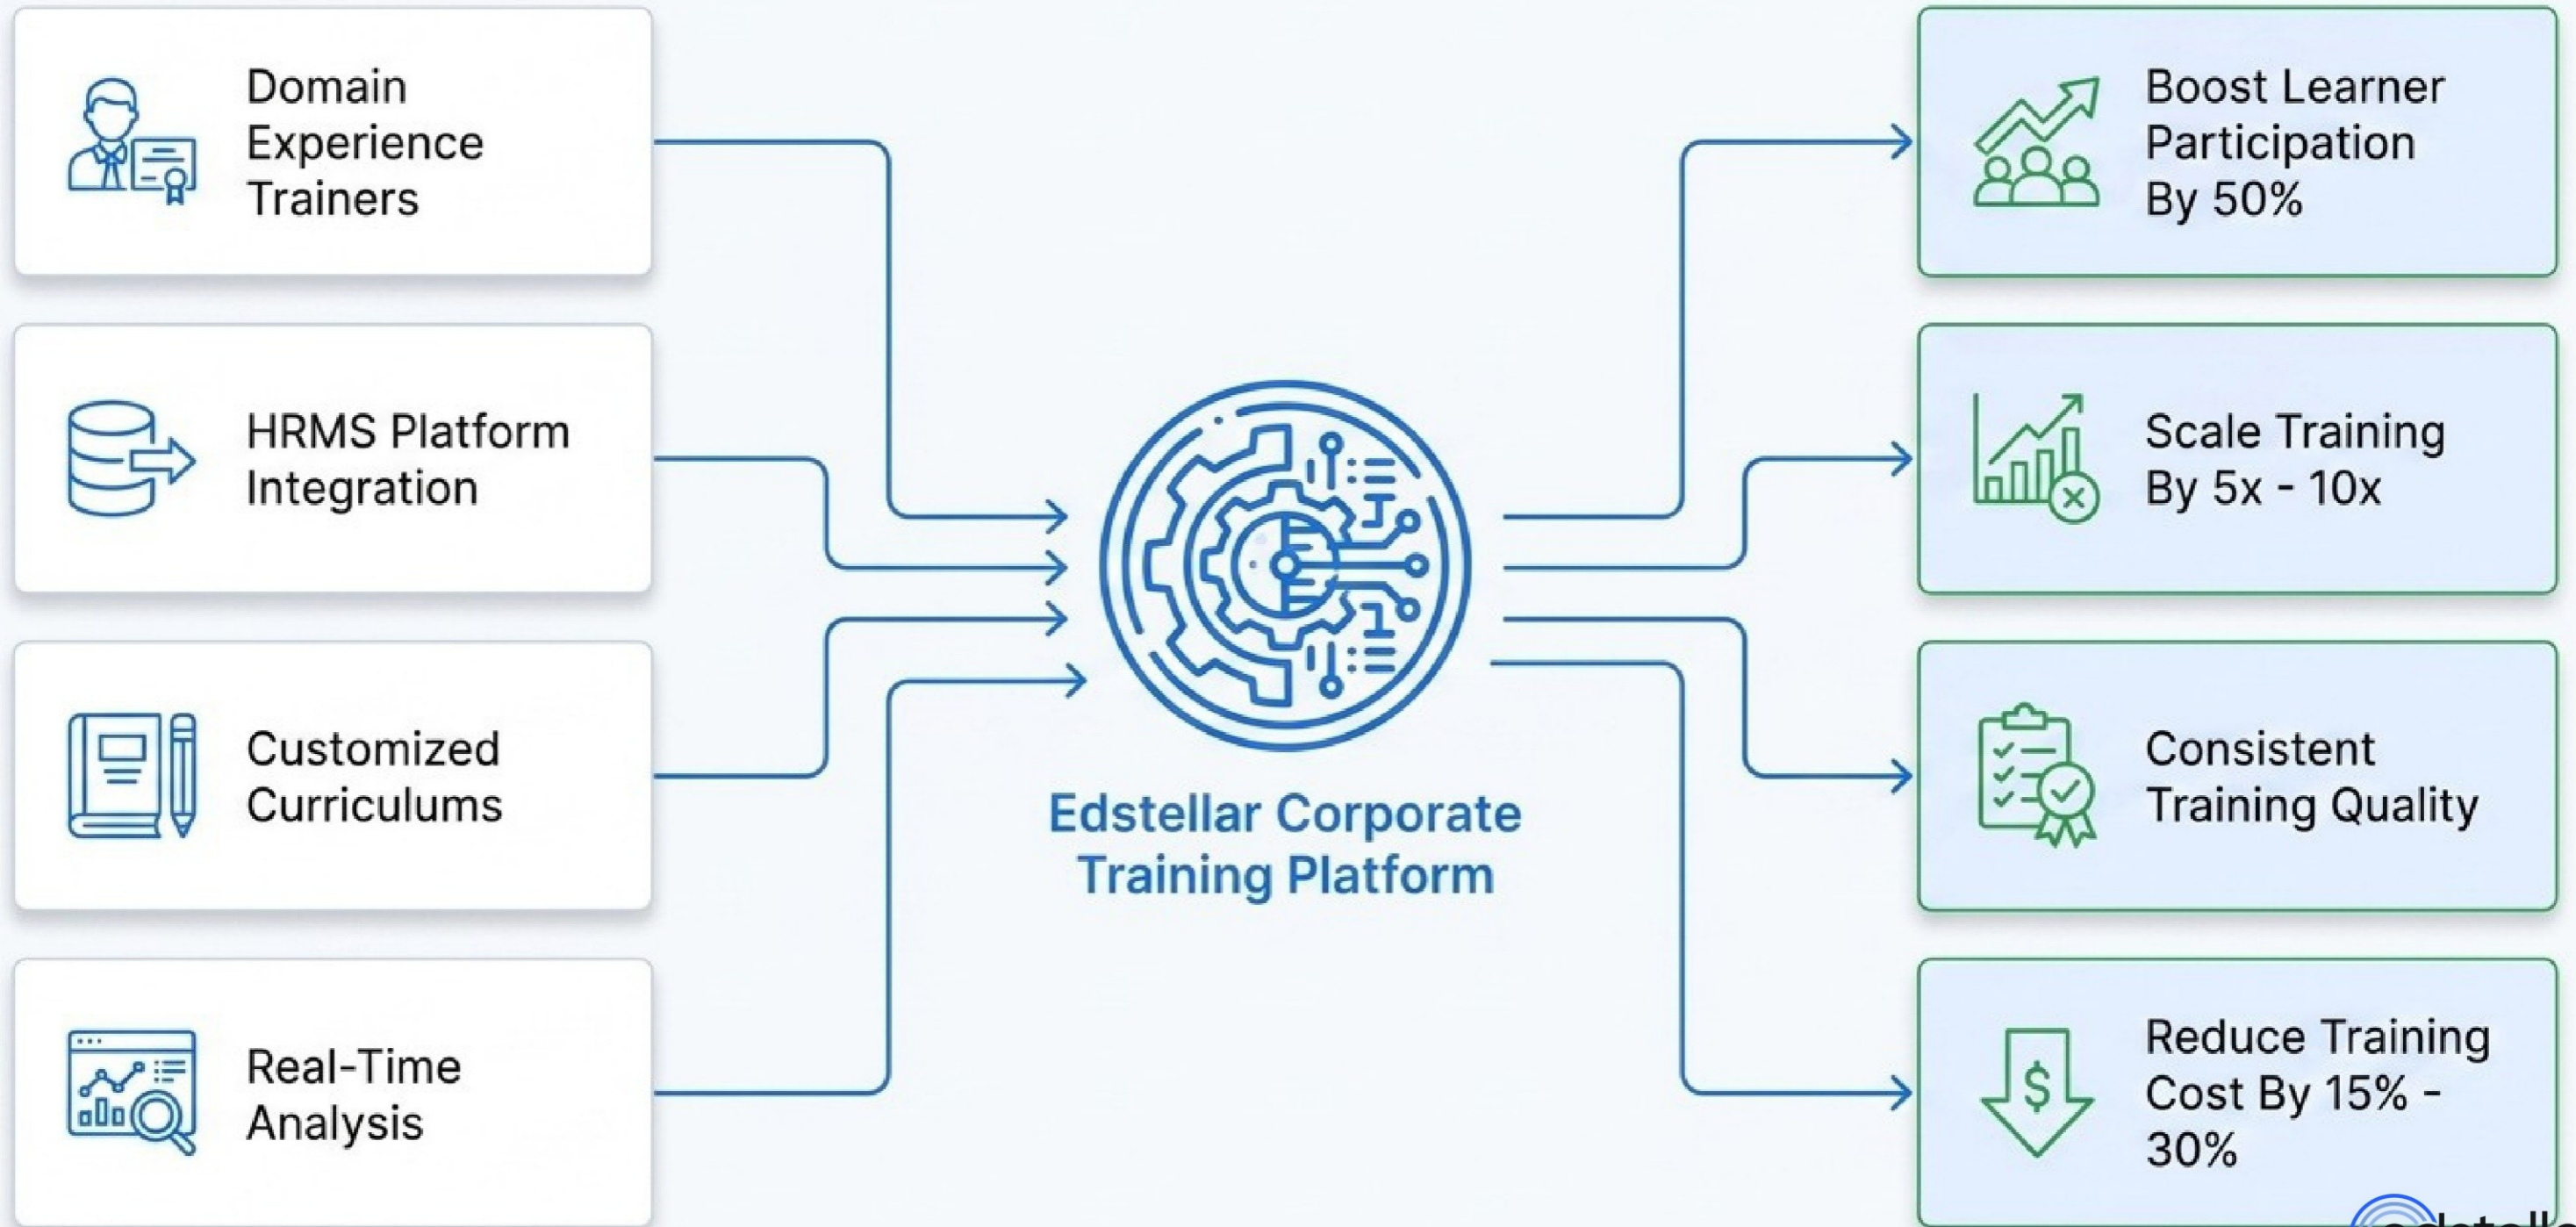 Domain
Experience
Trainers
HRMS Platform
Integration
Customized
Curriculums
Real-Time
Analysis
Edstellar Corporate
Training Platform
Boost Learner
Participation
By 50%
Scale Training
By 5x - 10x
Consistent
Training Quality
Reduce Training
Cost By 15% -
30%
$